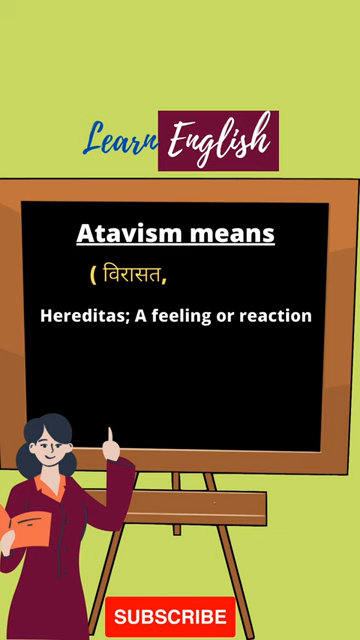 Learn English
Atavism means
( विरासत,
Hereditas; A feeling or reaction
SUBSCRIBE